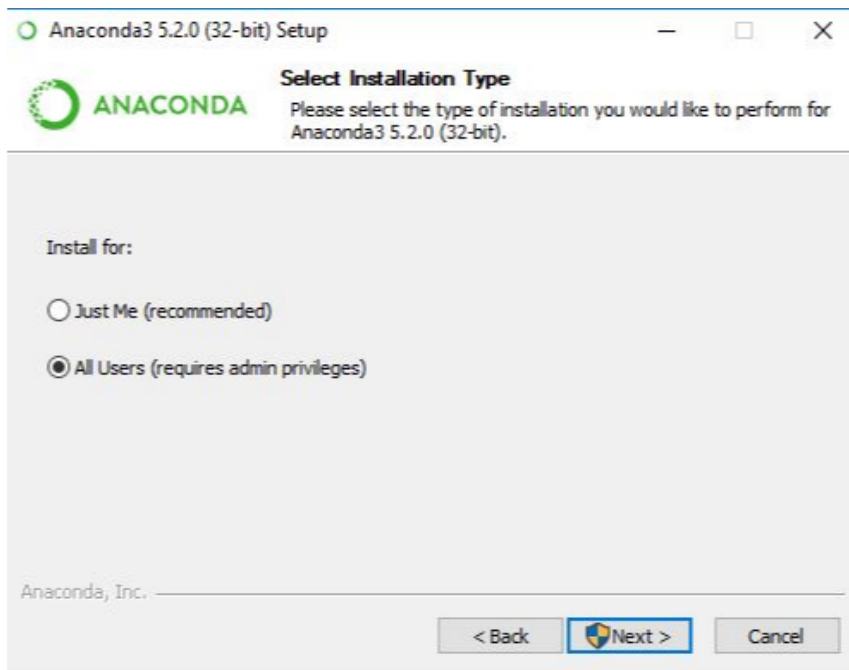 Anaconda3 5.2.0 (32-bit) Setup
ANACONDA
Select Installation Type
Please select the type of installation you would like to perform for
Anaconda3 5.2.0 (32-bit).
Install for:
Just Me (recommended)
All Users (requires admin privileges)
Anaconda, Inc.
< Back
Next >
Cancel